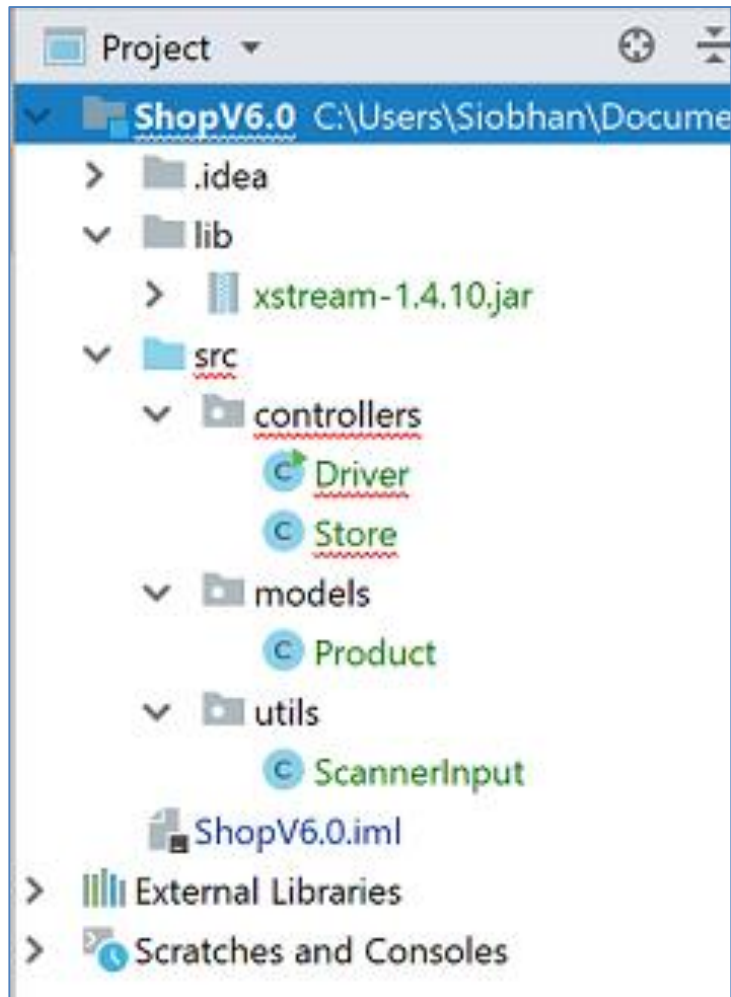 Project
ShopV6.0 C:\Users\Siobhan\Docume
.idea
lib
xstream-1.4.10.jar
src
controllers
C Driver
C Store
models
C Product
utils
C ScannerInput
ShopV6.0.iml
External Libraries
Scratches and Consoles